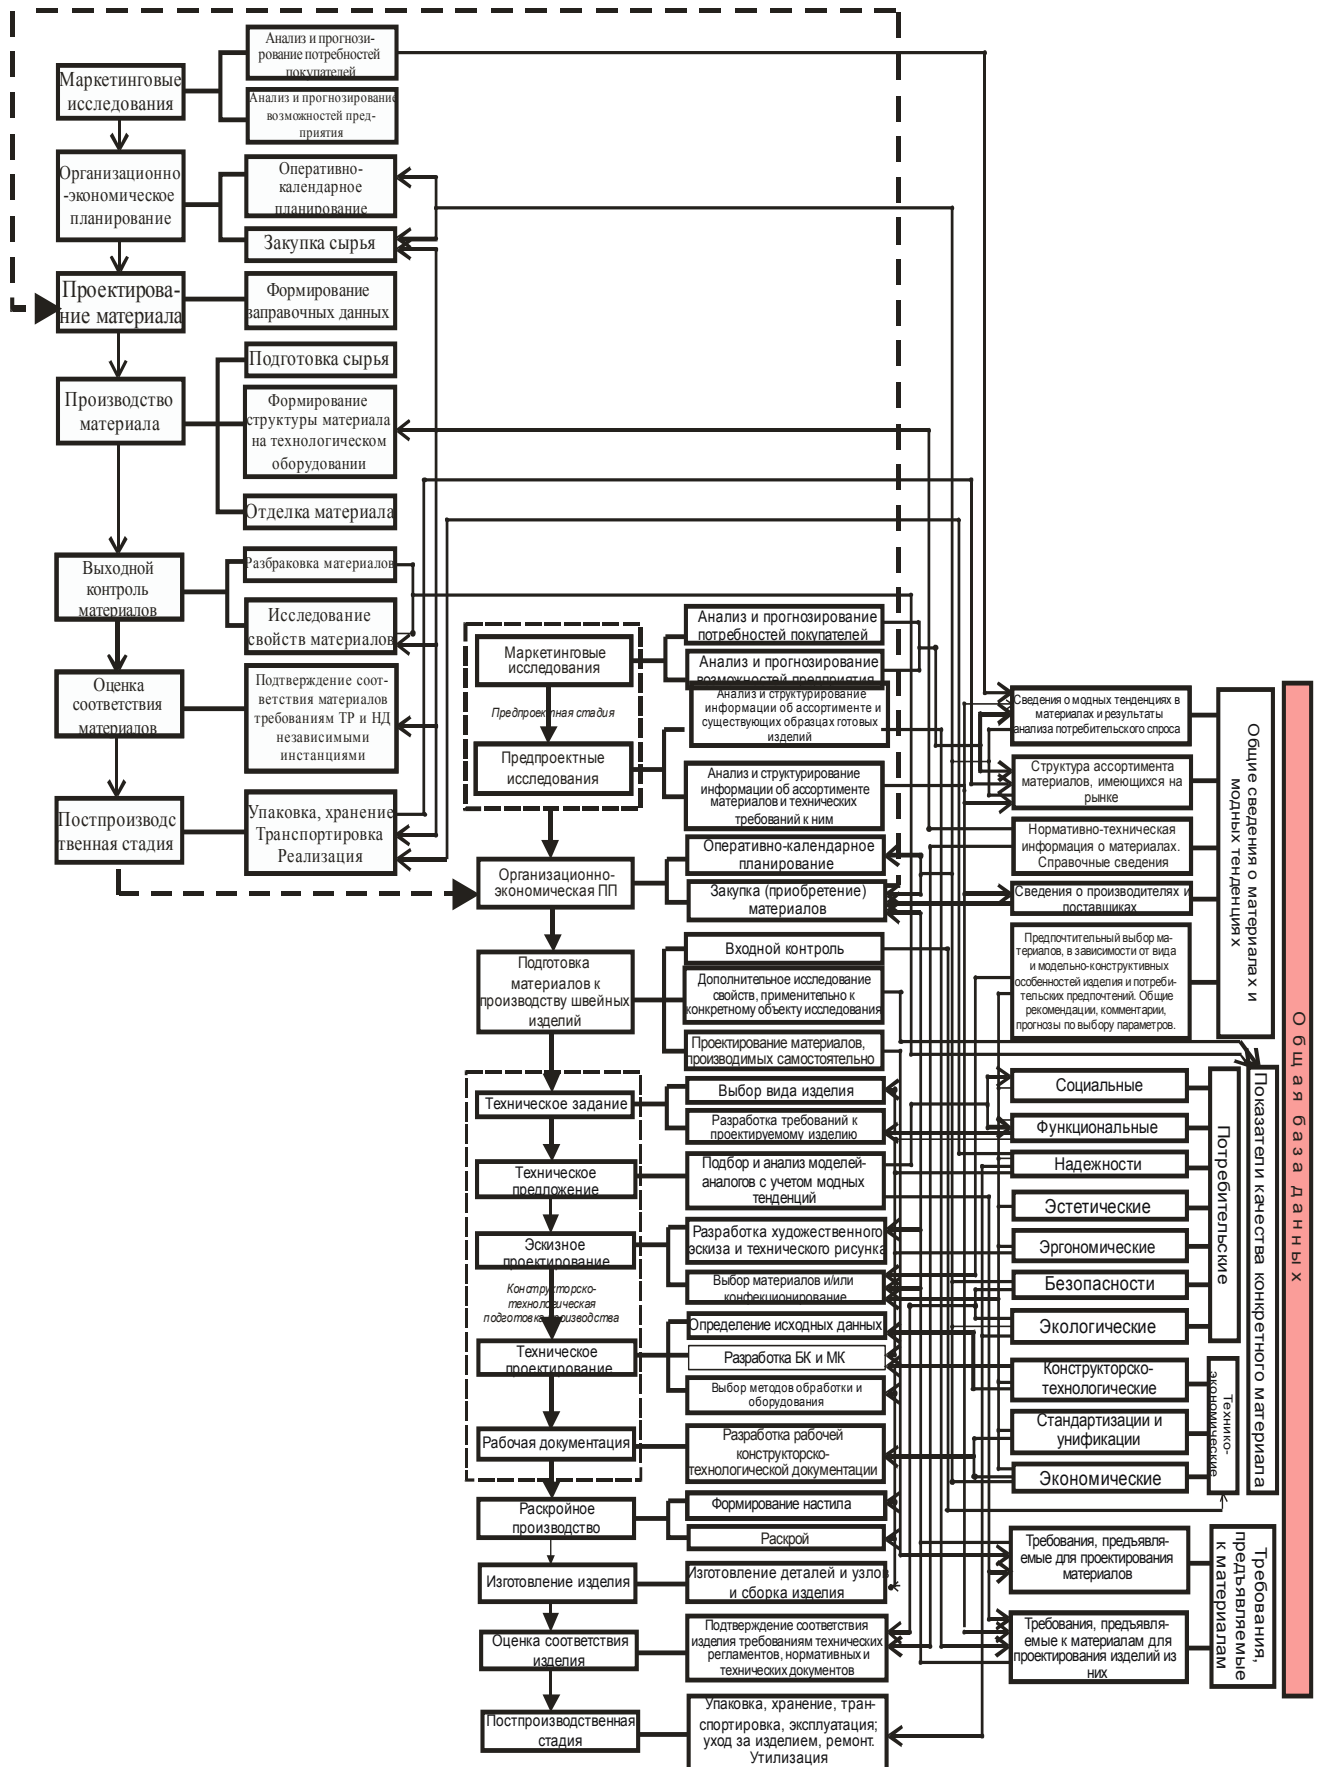 Маркетинговые
исследования
Анализ и прогнози-
рование потребностей
покупателей
Анализ и прогнозирование
возможностей пред-
приятия
Организационно
-экономическое
планирование
Оперативно-
календарное
планирование
Закупка сырья
Проектирова-
ние материала
Формирование
заправочных данных
Производство
материала
Подготовка сырья
Формирование
структуры материала
на технологическом
оборудовании
Отделка материала
Выходной
контроль
материалов
Разбраковка материалов
Исследование
свойств материалов
Оценка
соответствия
материалов
Подтверждение соот-
ветствия материалов
требованиям ТР и НД
независимыми
инстанциями
Постпроизводс
твенная стадия
Упаковка, хранение
Транспортировка
Реализация
Маркетинговые
исследования
Предпроектная стадия
Предпроектные
исследования
Анализ и прогнозирование
потребностей покупателей
Анализ и прогнозирование
возможностей предприятия
Анализ и структурирование
информации об ассортименте и
существующих образцах готовых
изделий
Анализ и структурирование
информации об ассортименте
материалов и технических
требований к ним
Организационно-
экономическая ПП
Оперативно-календарное
планирование
Закупка (приобретение)
материалов
Подготовка
материалов к
производству швейных
изделий
Входной контроль
Дополнительное исследование
свойств, применительно к
конкретному объекту исследования
Проектирование материалов,
производимых самостоятельно
Техническое задание
Выбор вида изделия
Разработка требований к
проектируемому изделию
Техническое
предложение
Подбор и анализ моделей-
аналогов с учетом модных
тенденций
Эскизное
проектирование
Разработка художественного
эскиза и технического рисунка
Выбор материалов и/или
конфекционирование
Конструкторско-
технологическая
подготовка производства
Техническое
проектирование
Определение исходных данных
Разработка БК и МК
Выбор методов обработки и
оборудования
Рабочая документация
Разработка рабочей
конструкторско-
технологической документации
Раскройное
производство
Формирование настила
Раскрой
Изготовление изделия
Изготовление деталей и узлов
и сборка изделия
Оценка соответствия
изделия
Подтверждение соответствия
изделия требованиям технических
регламентов, нормативных и
технических документов
Постпроизводственная
стадия
Упаковка, хранение, тран-
спортировка, эксплуатация;
уход за изделием, ремонт.
Утилизация
Сведения о модных тенденциях в
материалах и результаты
анализа потребительского спроса
Структура ассортимента
материалов, имеющихся на
рынке
Нормативно-техническая
информация о материалах.
Справочные сведения
Сведения о производителях и
поставщиках
Предпочтительный выбор ма-
териалов, в зависимости от вида
и модельно-конструктивных
особенностей изделия и потреби-
тельских предпочтений. Общие
рекомендации, комментарии,
прогнозы по выбору параметров.
Общие сведения о материалах и
модных тенденциях
Социальные
Функциональные
Надежности
Эстетические
Эргономические
Безопасности
Экологические
Потребительские
Конструкторско-
технологические
Стандартизации и
унификации
Экономические
Технико-
экономические
Показатели качества конкретного материала
Требования, предъявля-
емые для проектирования
материалов
Требования, предъявля-
емые к материалам для
проектирования изделий из
них
Требования,
предъявляемые
к материалам
Общая база данных